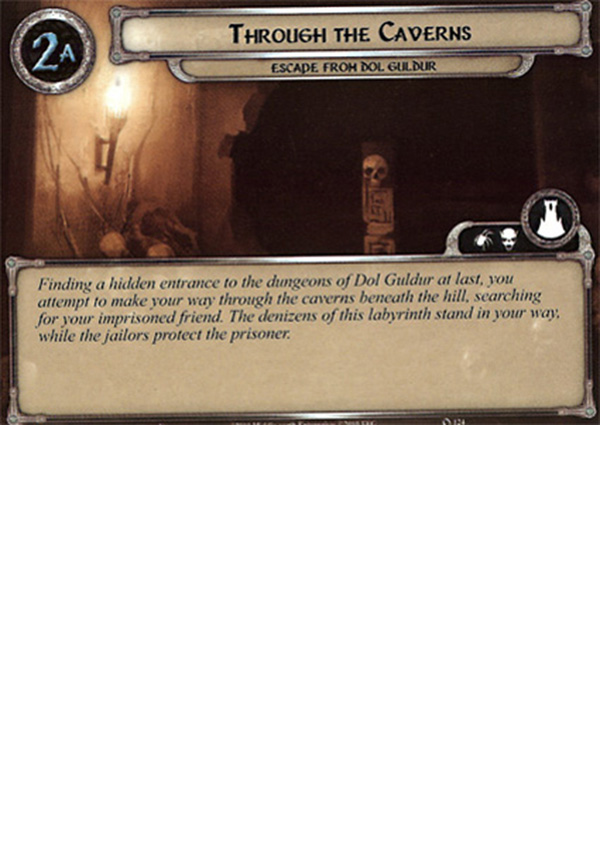 2A
THROUGH THE CAVERNS
ESCAPE FROM DOL GULDUR
Finding a hidden entrance to the dungeons of Dol Guldur at last, you
attempt to make your way through the caverns beneath the hill, searching
for your imprisoned friend. The denizens of this labyrinth stand in your way,
while the jailors protect the prisoner.
124